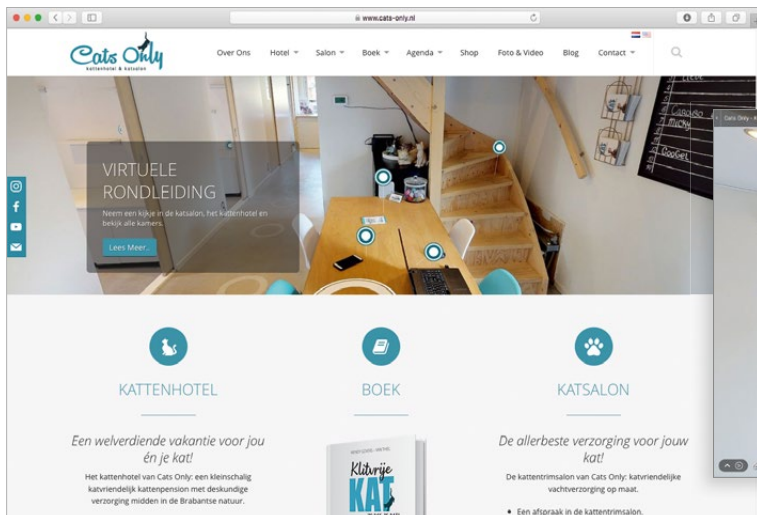 www.cats-only.nl
Cats Only
kattenhotel & katsalon
Over Ons
Hotel
Salon
Boek
Agenda
Shop
Foto & Video
Blog
Contact
Cats Only - K
VIRTUELE
RONDLEIDING
Neem een kijkje in de katsalon, het kattenhotel en
bekijk alle kamers.
Lees Meer..
KATTENHOTEL
BOEK
KATSALON
Een welverdiende vakantie voor jou
én je kat!
Het kattenhotel van Cats Only: een kleinschalig
katvriendelijk kattenpension met deskundige
verzorging midden in de Brabantse natuur.
Klitvrije
KAT
De allerbeste verzorging voor jouw
kat!
De kattentrimsalon van Cats Only: katvriendelijke
vachtverzorging op maat.
Een afspraak in de kattentrimsalon.